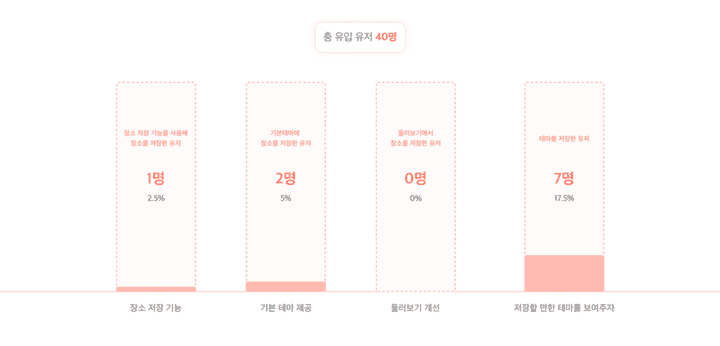 총 유입 유저 40명
장소 저장 기능을 사용해
장소를 저장한 유저
1명
2.5%
기본테마에
장소를 저장한 유저
2명
5%
둘러보기에서
장소를 저장한 유저
0명
0%
테마를 저장한 유저
7명
17.5%
장소 저장 기능
기본 테마 제공
둘러보기 개선
저장할 만한 테마를 보여주자